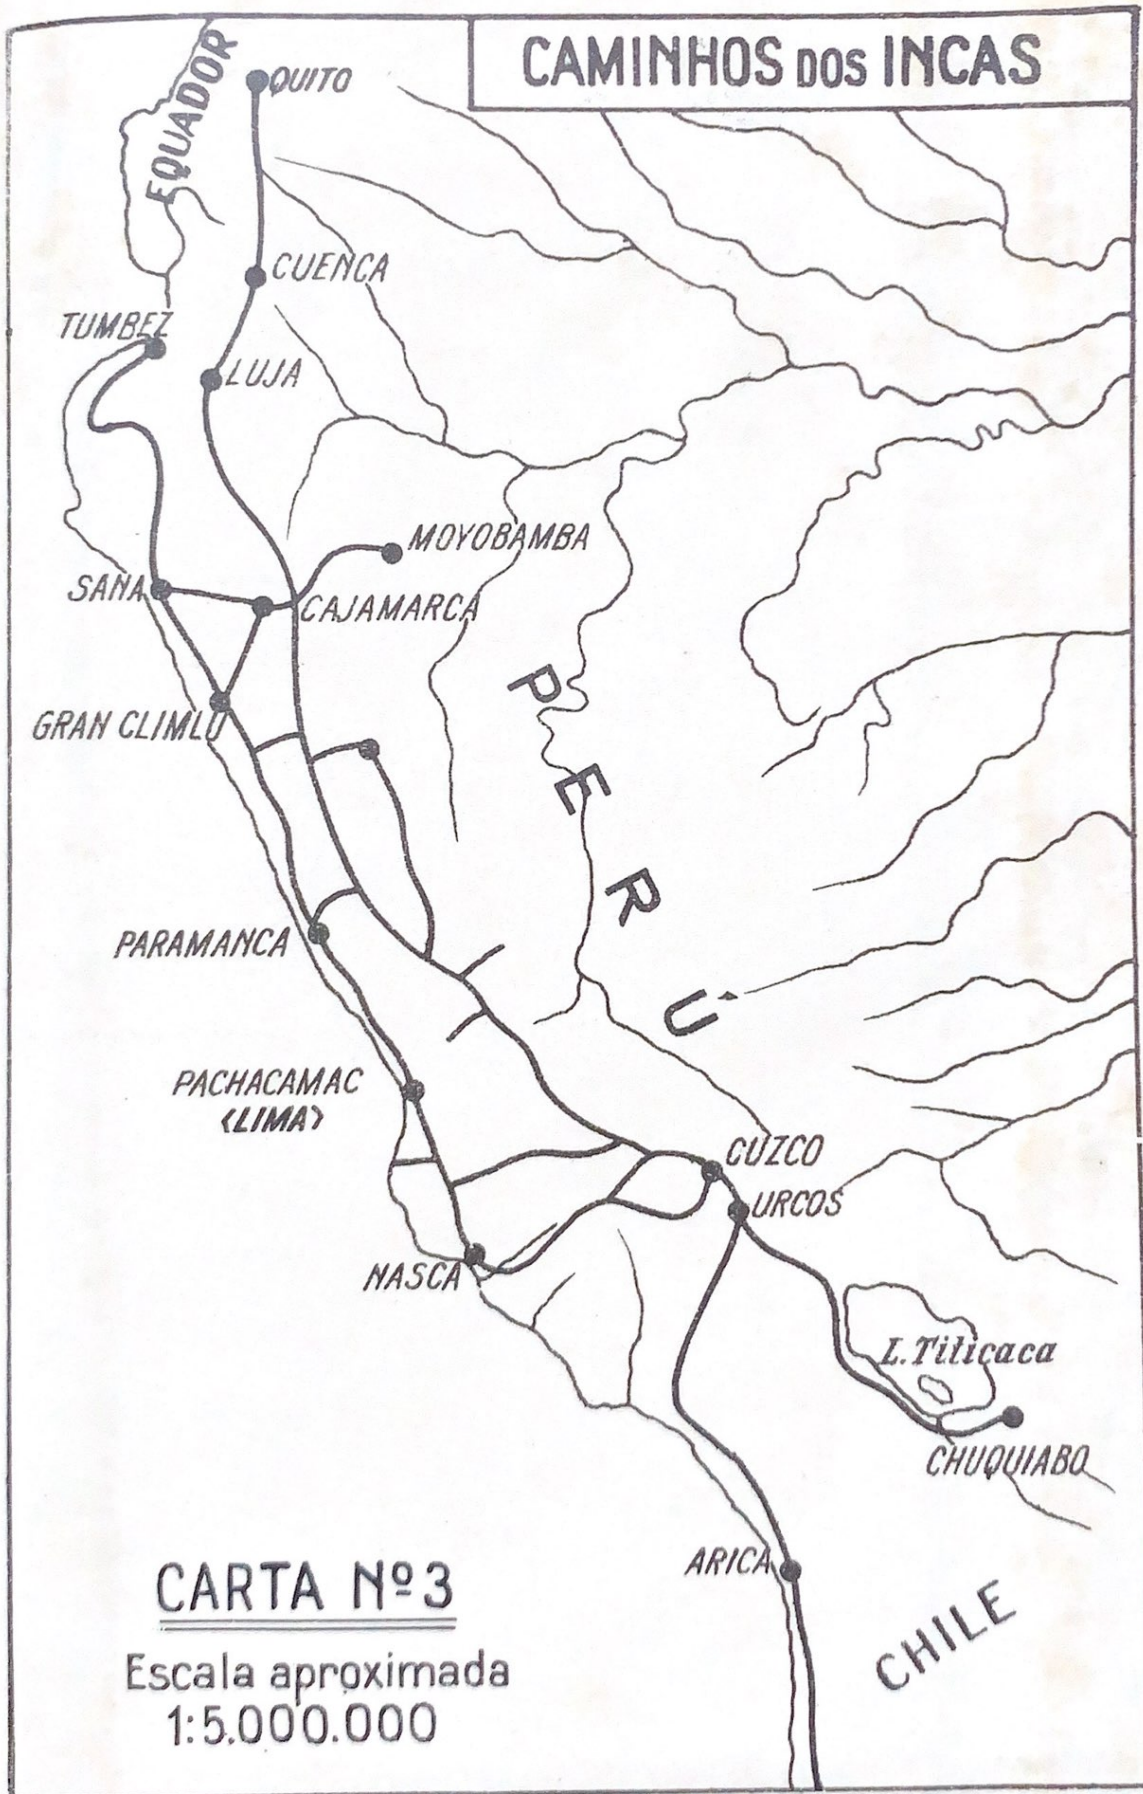 CAMINHOS DOS INCAS
EQUADOR
QUITO
CUENCA
TUMBEZ
LUJA
MOYOBAMBA
SAÑA
CAJAMARCA
GRAN CLIMLU
PERÚ
PARAMANCA
PACHACAMAC
<LIMA>
CUZCO
URCOS
NASCA
L. Titicaca
CHUQUIABO
ARICA
CHILE
CARTA Nº 3
Escala aproximada
1:5.000.000